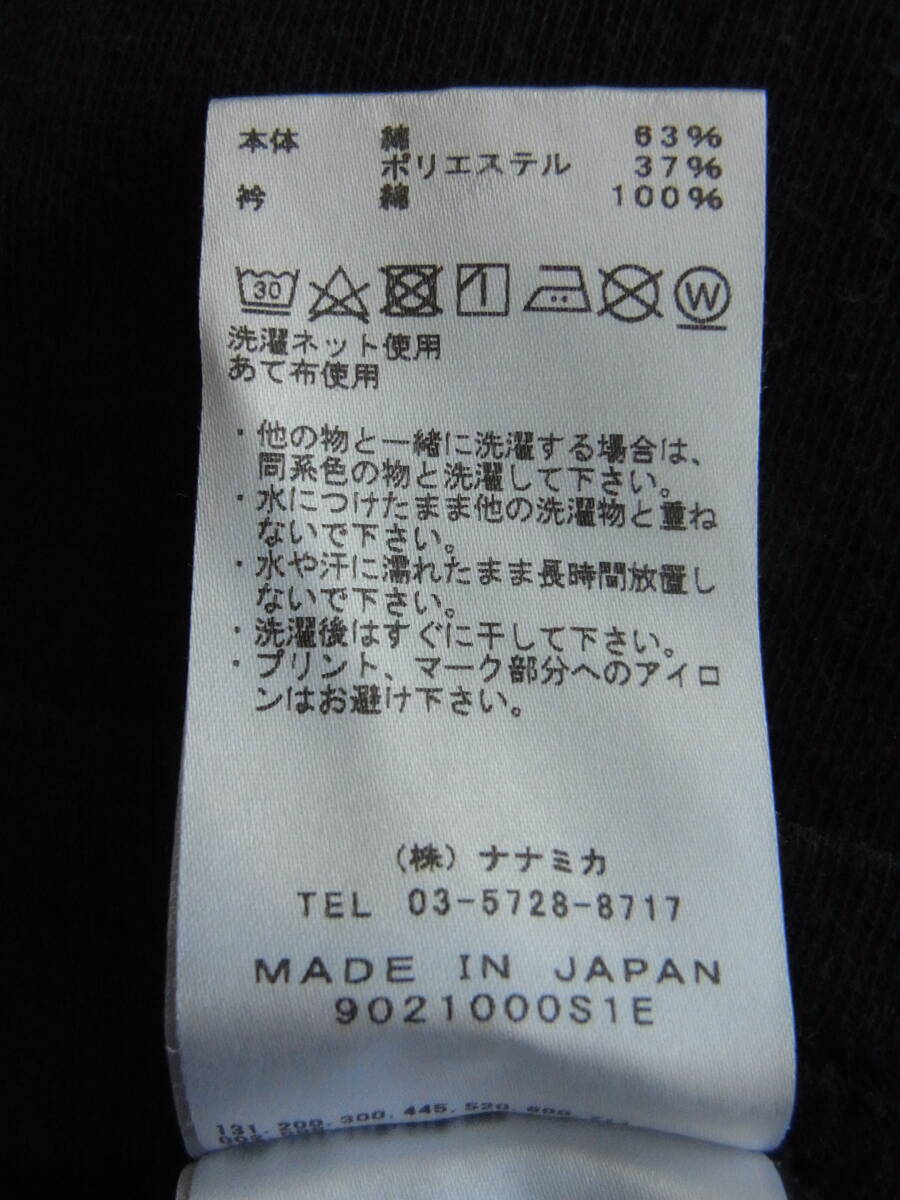 本体 綿 63%
ポリエステル 37%
衿 綿 100%
30 W
洗濯ネット使用
あて布使用
・他の物と一緒に洗濯する場合は、
同系色の物と洗濯して下さい。
・水につけたまま他の洗濯物と重ね
ないで下さい。
・水や汗に濡れたまま長時間放置し
ないで下さい。
・洗濯後はすぐに干して下さい。
・プリント、マーク部分へのアイロ
ンはお避け下さい。
(株)ナナミカ
TEL 03-5728-8717
MADE IN JAPAN
9021000S1E
131. 200. 300. 445. 520. 600.